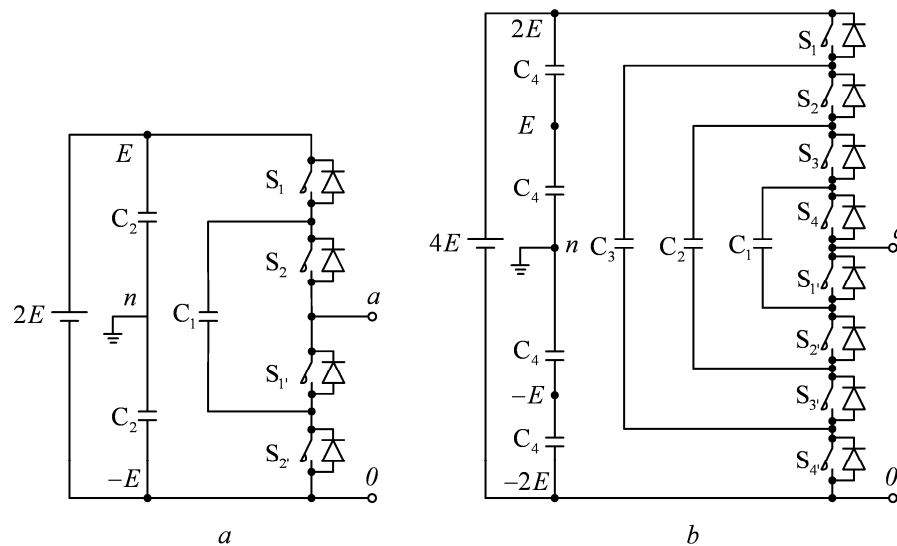 E
S₁
C₂
S₂
n
a
2E
C₁
S₁'
C₂
S₂'
−E
0
a
2E
S₁
C₄
S₂
E
S₃
C₄
S₄
4E
n
C₃
C₂
C₁
S₁'
S₂'
C₄
−E
S₃'
C₄
S₄'
−2E
0
b